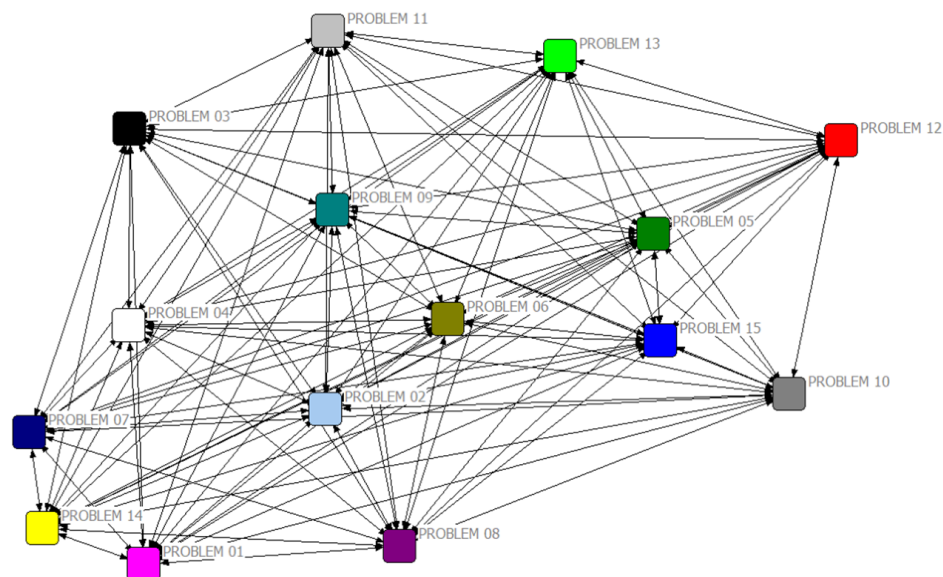 PROBLEM 11
PROBLEM 13
PROBLEM 03
PROBLEM 12
PROBLEM 09
PROBLEM 05
PROBLEM 06
PROBLEM 04
PROBLEM 15
PROBLEM 10
PROBLEM 02
PROBLEM 07
PROBLEM 14
PROBLEM 08
PROBLEM 01